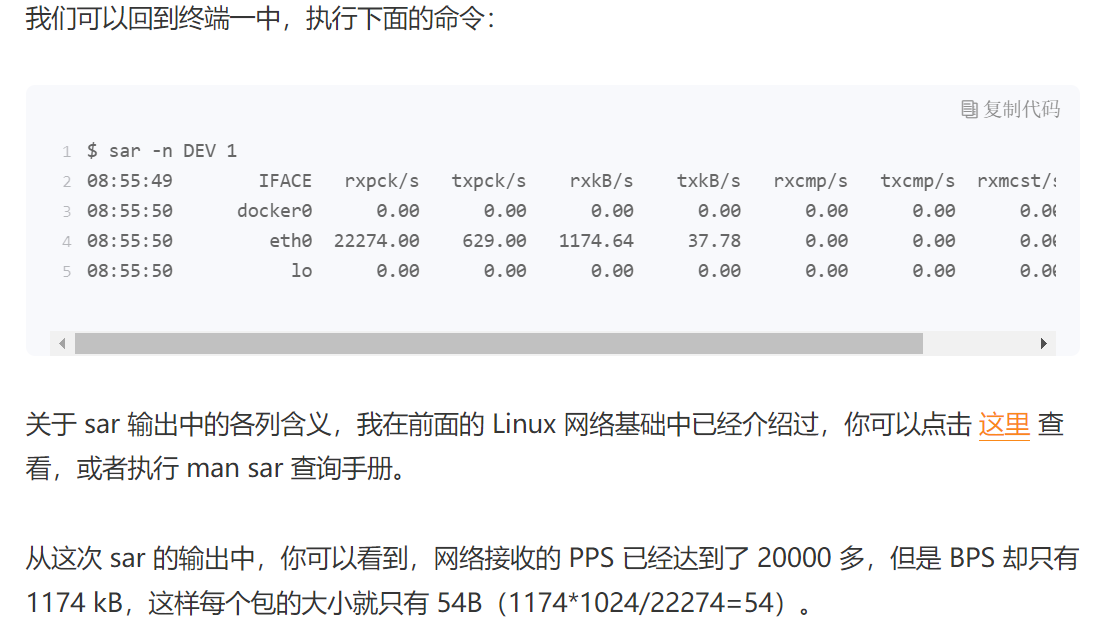 我们可以回到终端一中，执行下面的命令：
复制代码
1 $ sar -n DEV 1
2 08:55:49 IFACE rxpck/s txpck/s rxkB/s txkB/s rxcmp/s txcmp/s rxmcst/s
3 08:55:50 docker0 0.00 0.00 0.00 0.00 0.00 0.00 0.00
4 08:55:50 eth0 22274.00 629.00 1174.64 37.78 0.00 0.00 0.00
5 08:55:50 lo 0.00 0.00 0.00 0.00 0.00 0.00 0.00
关于 sar 输出中的各列含义，我在前面的 Linux 网络基础中已经介绍过，你可以点击 这里 查
看，或者执行 man sar 查询手册。
从这次 sar 的输出中，你可以看到，网络接收的 PPS 已经达到了 20000 多，但是 BPS 却只有
1174 kB，这样每个包的大小就只有 54B（1174*1024/22274=54）。